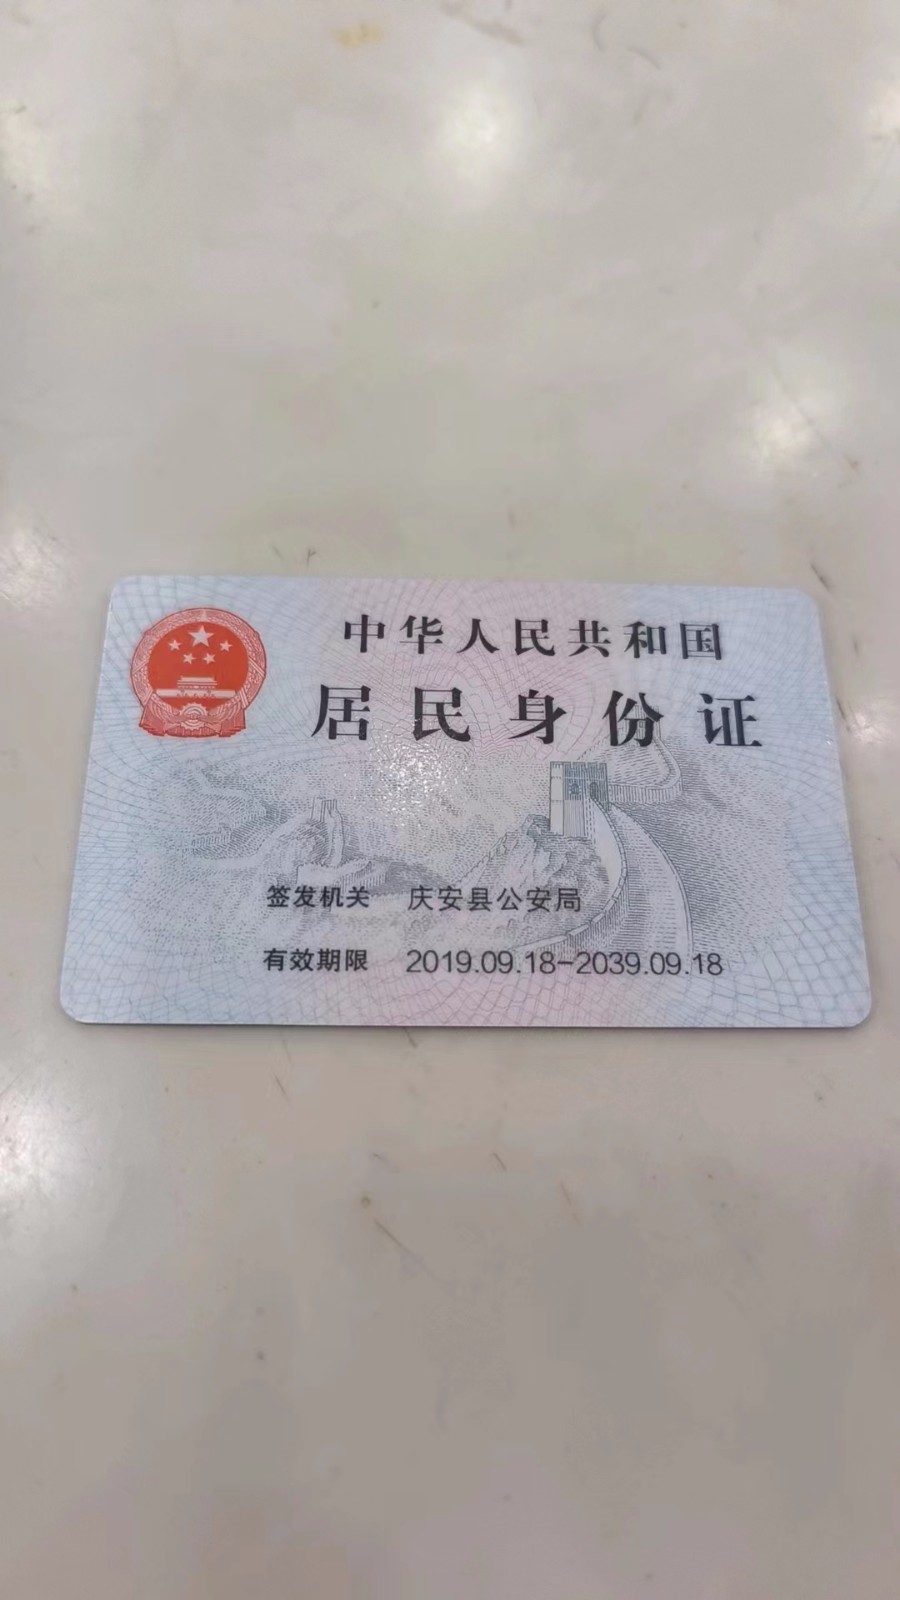 中华人民共和国
居民身份证
签发机关 庆安县公安局
有效期限 2019.09.18-2039.09.18